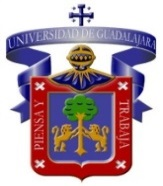 UNIVERSIDAD DE GUADALAJARA
PIENSA Y
TRABAJA